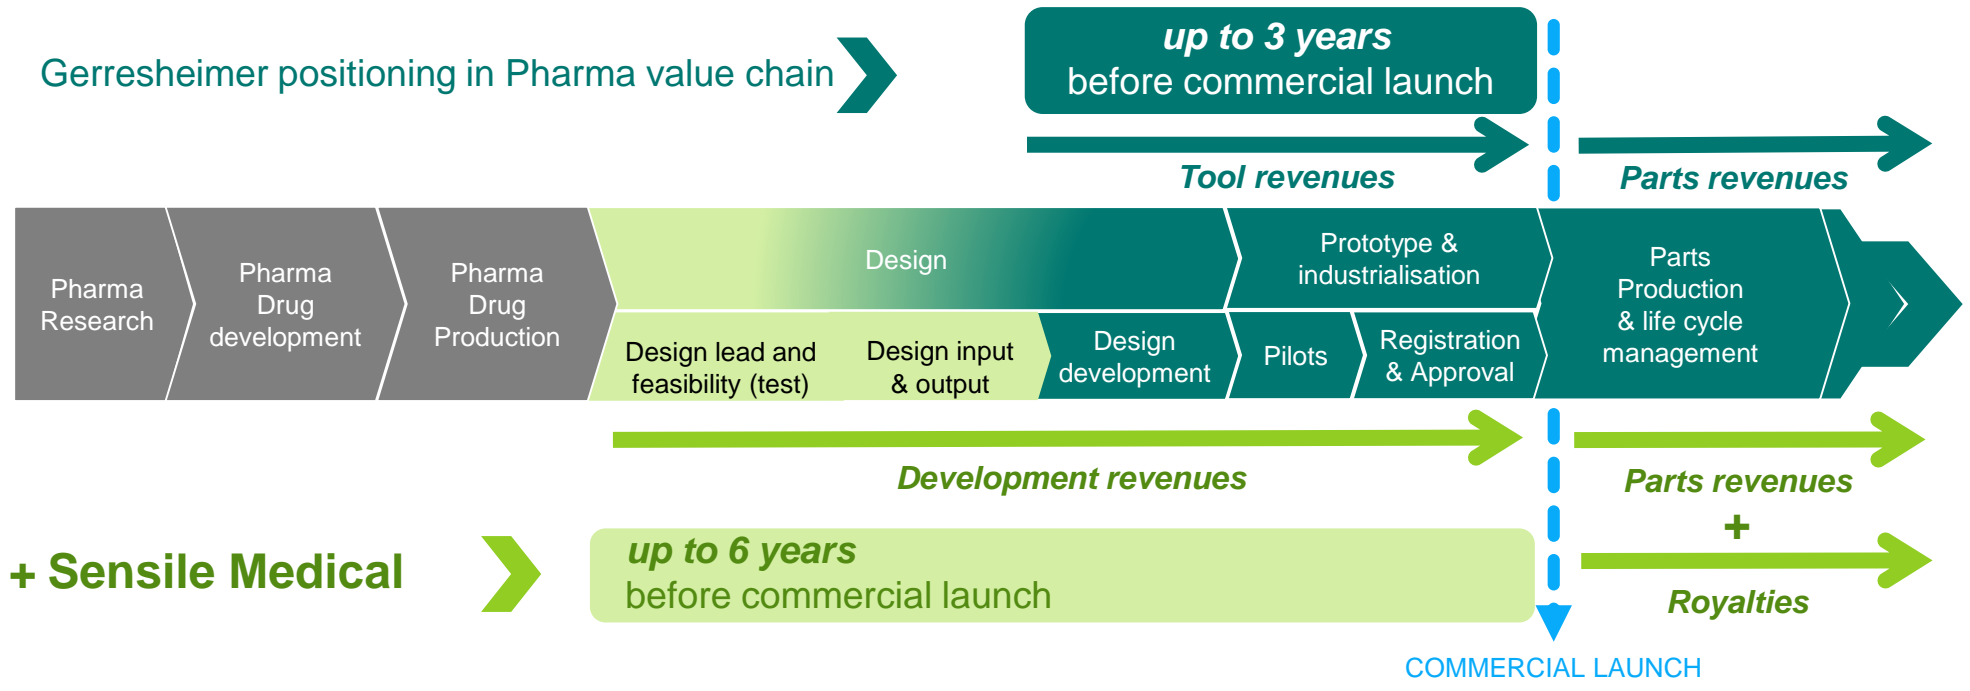 up to 3 years
before commercial launch
Gerresheimer positioning in Pharma value chain
Tool revenues
Parts revenues
Pharma
Research
Pharma
Drug
development
Pharma
Drug
Production
Design
Prototype &
industrialisation
Parts
Production
& life cycle
management
Design lead and
feasibility (test)
Design input
& output
Design
development
Pilots
Registration
& Approval
Development revenues
Parts revenues
+
Royalties
+ Sensile Medical
up to 6 years
before commercial launch
COMMERCIAL LAUNCH